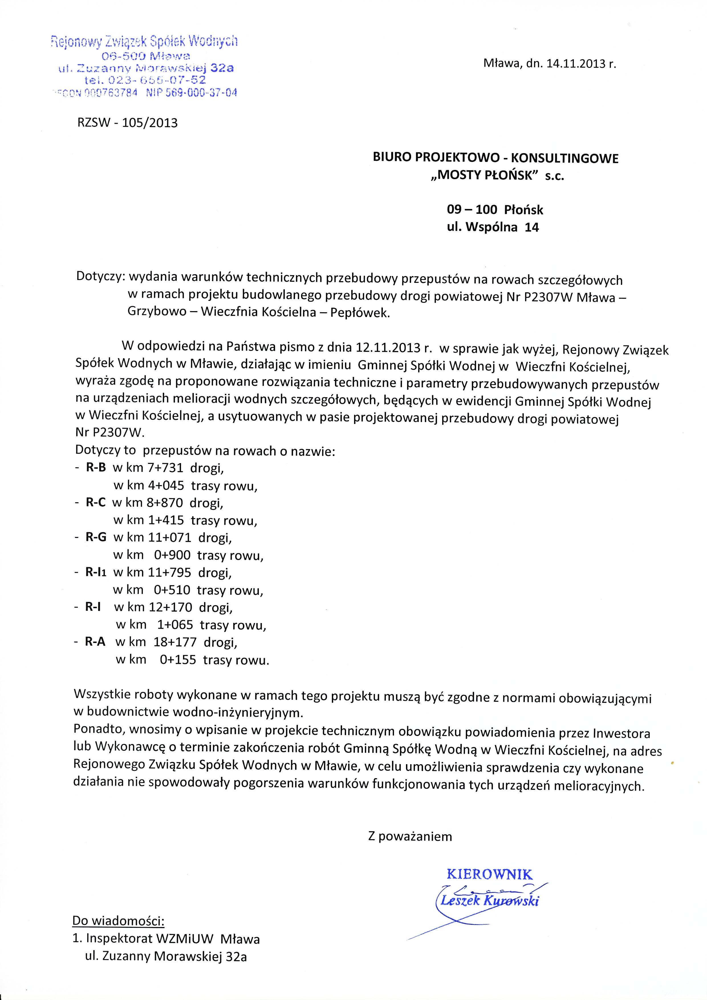 Rejonowy Związek Spółek Wodnych
06-500 Mława
ul. Zuzanny Morawskiej 32a
tel. 023- 655-07-52
REGON 000763784 NIP 569-000-37-04
Mława, dn. 14.11.2013 r.
RZSW - 105/2013
BIURO PROJEKTOWO - KONSULTINGOWE
„MOSTY PŁOŃSK” s.c.
09 – 100 Płońsk
ul. Wspólna 14
Dotyczy: wydania warunków technicznych przebudowy przepustów na rowach szczegółowych
w ramach projektu budowlanego przebudowy drogi powiatowej Nr P2307W Mława –
Grzybowo – Wieczfnia Kościelna – Pepłówek.
W odpowiedzi na Państwa pismo z dnia 12.11.2013 r. w sprawie jak wyżej, Rejonowy Związek
Spółek Wodnych w Mławie, działając w imieniu Gminnej Spółki Wodnej w Wieczfni Kościelnej,
wyraża zgodę na proponowane rozwiązania techniczne i parametry przebudowywanych przepustów
na urządzeniach melioracji wodnych szczegółowych, będących w ewidencji Gminnej Spółki Wodnej
w Wieczfni Kościelnej, a usytuowanych w pasie projektowanej przebudowy drogi powiatowej
Nr P2307W.
Dotyczy to przepustów na rowach o nazwie:
- R-B w km 7+731 drogi,
w km 4+045 trasy rowu,
- R-C w km 8+870 drogi,
w km 1+415 trasy rowu,
- R-G w km 11+071 drogi,
w km 0+900 trasy rowu,
- R-I1 w km 11+795 drogi,
w km 0+510 trasy rowu,
- R-I w km 12+170 drogi,
w km 1+065 trasy rowu,
- R-A w km 18+177 drogi,
w km 0+155 trasy rowu.
Wszystkie roboty wykonane w ramach tego projektu muszą być zgodne z normami obowiązującymi
w budownictwie wodno-inżynieryjnym.
Ponadto, wnosimy o wpisanie w projekcie technicznym obowiązku powiadomienia przez Inwestora
lub Wykonawcę o terminie zakończenia robót Gminną Spółkę Wodną w Wieczfni Kościelnej, na adres
Rejonowego Związku Spółek Wodnych w Mławie, w celu umożliwienia sprawdzenia czy wykonane
działania nie spowodowały pogorszenia warunków funkcjonowania tych urządzeń melioracyjnych.
Z poważaniem
KIEROWNIK
Leszek Kurowski
Do wiadomości:
1. Inspektorat WZMiUW Mława
ul. Zuzanny Morawskiej 32a